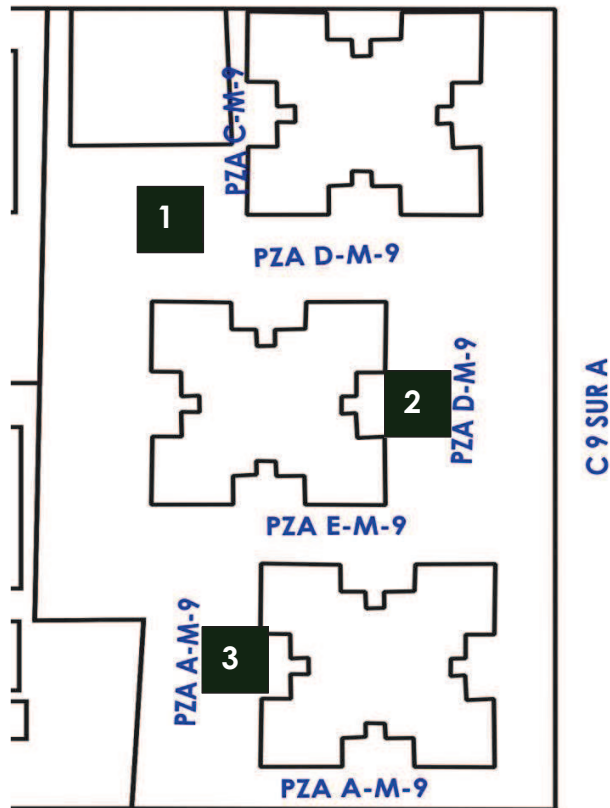 PZA C-M-9
1
PZA D-M-9
2
PZA D-M-9
C 9 SUR A
PZA E-M-9
PZA A-M-9
3
PZA A-M-9